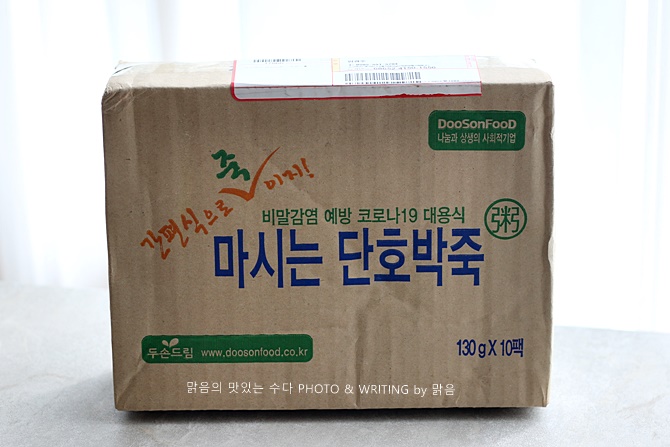 DooSonFooD
나눔과 상생의 사회적기업
간편식으로 죽 이지!
비말감염 예방 코로나19 대용식
粥
마시는 단호박죽
130g X 10팩
두손드림 www.doosonfood.co.kr
맑음의 맛있는 수다 PHOTO & WRITING by 맑음